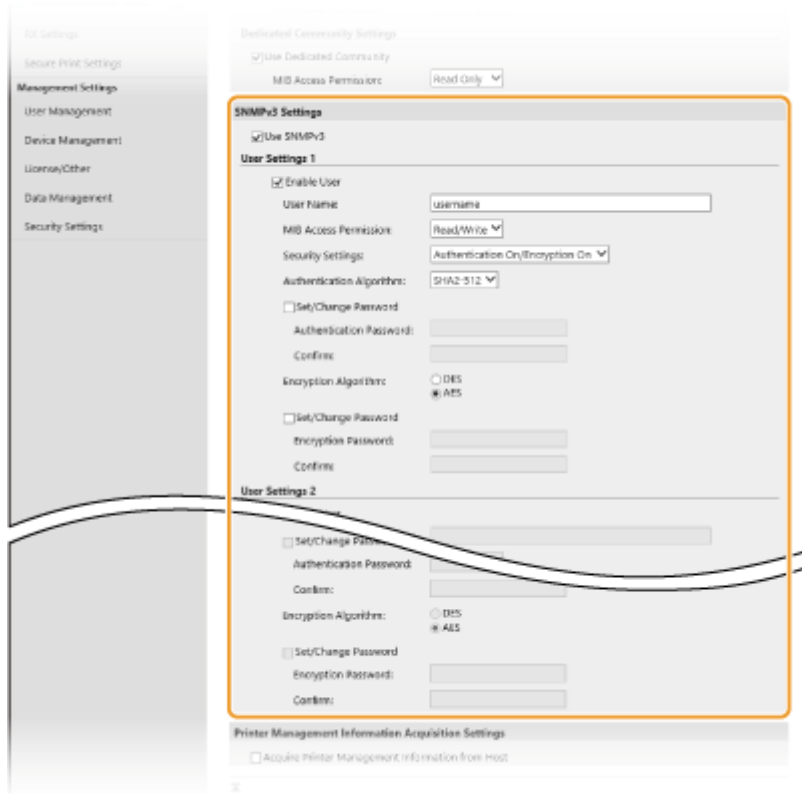 Secure Print Settings
Management Settings
User Management
Device Management
License/Other
Data Management
Security Settings
Dedicated Community Settings
Use Dedicated Community
MIB Access Permission: Read Only
SNMPv3 Settings
Use SNMPv3
User Settings 1
Enable User
User Name: username
MIB Access Permission: Read/Write
Security Settings: Authentication On/Encryption On
Authentication Algorithm: SHA2-512
Set/Change Password
Authentication Password:
Confirm:
Encryption Algorithm: DES
AES
Set/Change Password
Encryption Password:
Confirm:
User Settings 2
Set/Change
Authentication Password:
Confirm:
Encryption Algorithm: DES
AES
Set/Change Password
Encryption Password:
Confirm:
Printer Management Information Acquisition Settings
Acquire Printer Management Information from Host